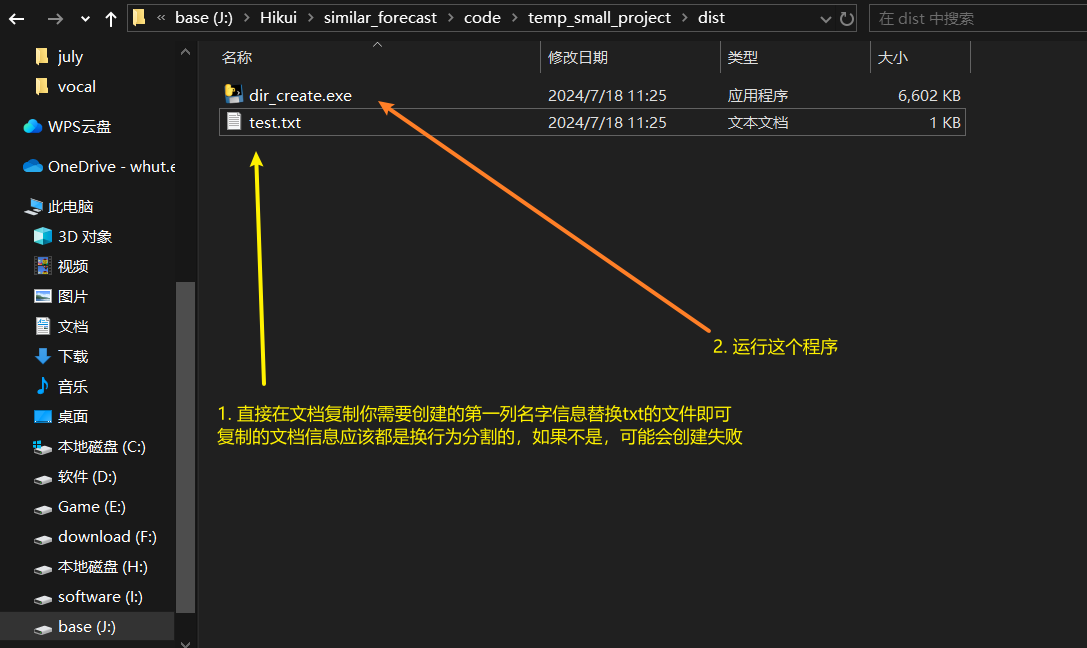 « base (J:) > Hikui > similar_forecast > code > temp_small_project > dist
在 dist 中搜索
july
vocal
WPS云盘
OneDrive - whut.e
此电脑
3D 对象
视频
图片
文档
下载
音乐
桌面
本地磁盘 (C:)
软件 (D:)
Game (E:)
download (F:)
本地磁盘 (H:)
software (I:)
base (J:)
名称 修改日期 类型 大小
dir_create.exe 2024/7/18 11:25 应用程序 6,602 KB
test.txt 2024/7/18 11:25 文本文档 1 KB
2. 运行这个程序
1. 直接在文档复制你需要创建的第一列名字信息替换txt的文件即可
复制的文档信息应该都是换行为分割的，如果不是，可能会创建失败